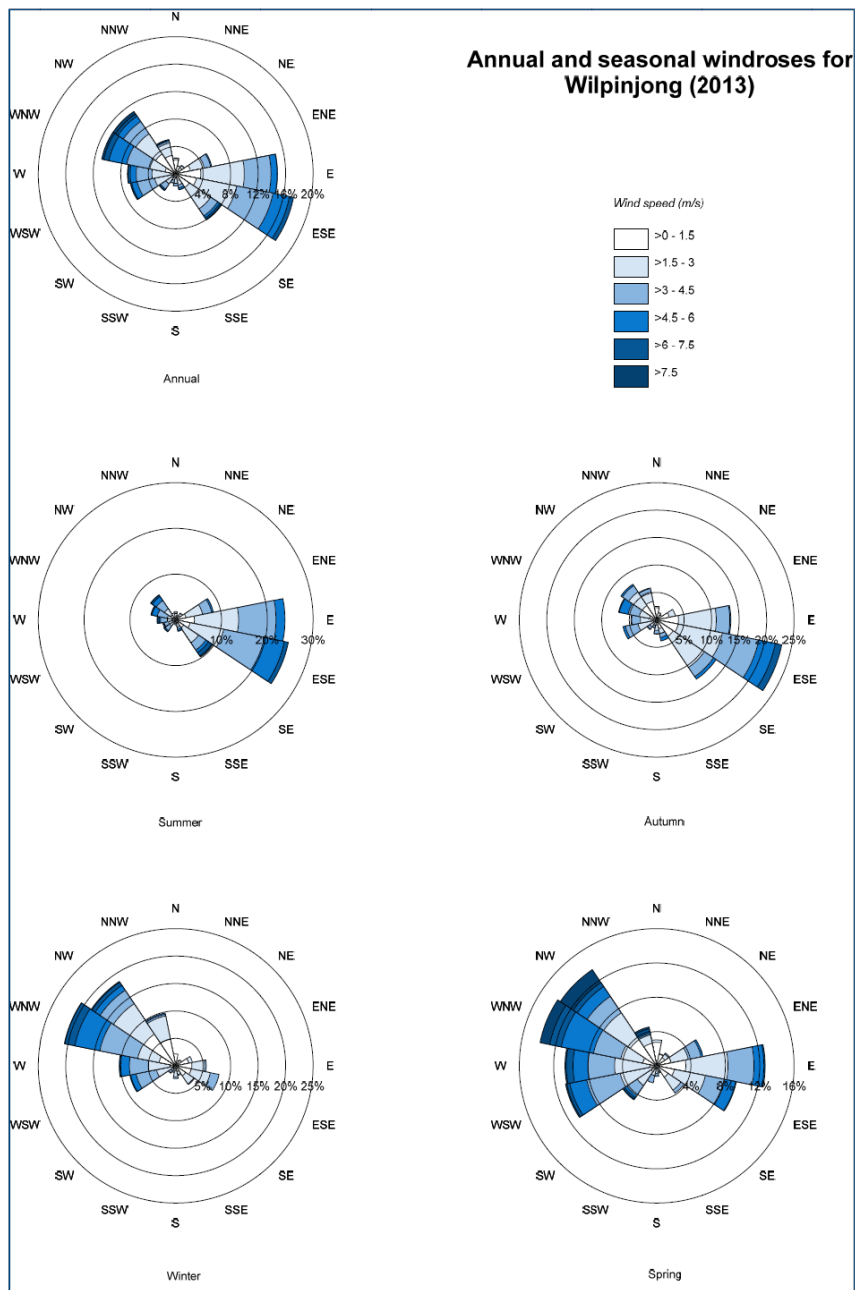 Annual and seasonal windroses for
Wilpinjong (2013)
Wind speed (m/s)
>0 - 1.5
>1.5 - 3
>3 - 4.5
>4.5 - 6
>6 - 7.5
>7.5
N
NNW NNE
NW NE
WNW ENE
W E
4% 8% 12% 16% 20%
WSW ESE
SW SE
SSW SSE
S
Annual
N
NNW NNE
NW NE
WNW ENE
W E
10% 20% 30%
WSW ESE
SW SE
SSW SSE
S
Summer
N
NNW NNE
NW NE
WNW ENE
W E
5% 10% 15% 20% 25%
WSW ESE
SW SE
SSW SSE
S
Autumn
N
NNW NNE
NW NE
WNW ENE
W E
5% 10% 15% 20% 25%
WSW ESE
SW SE
SSW SSE
S
Winter
N
NNW NNE
NW NE
WNW ENE
W E
4% 8% 12% 16%
WSW ESE
SW SE
SSW SSE
S
Spring